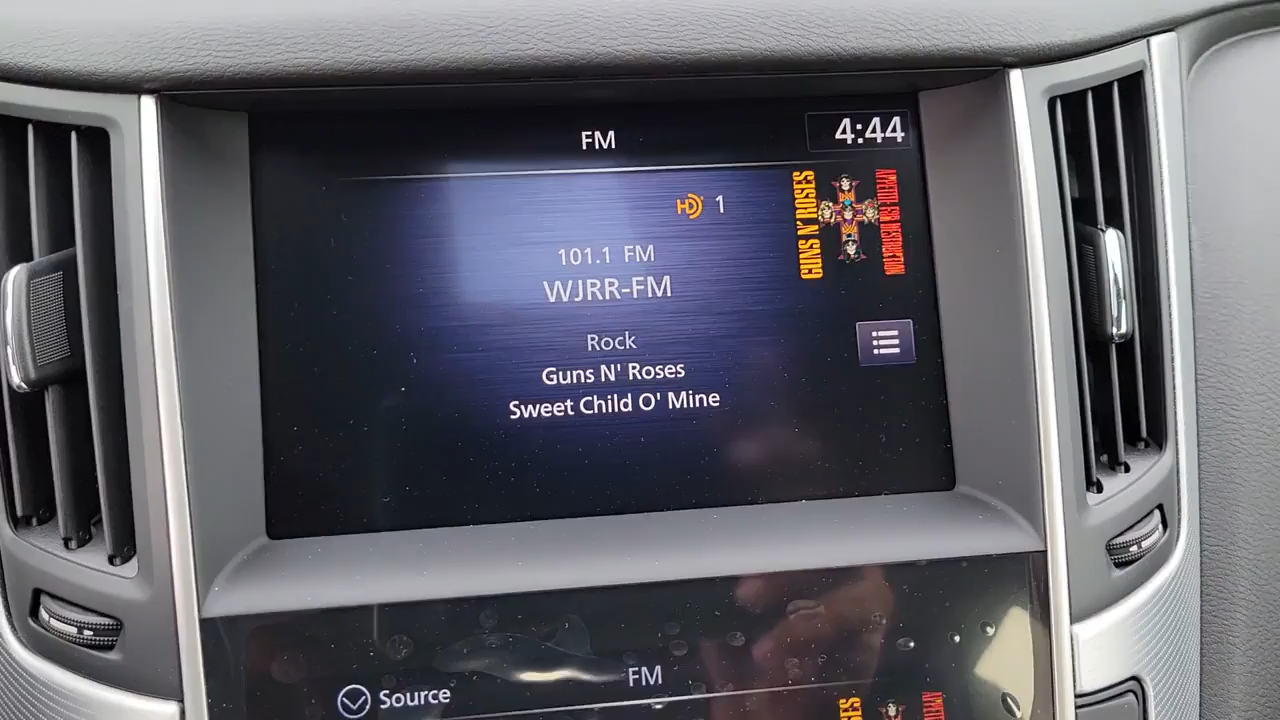 FM
4:44
HD 1
GUNS N' ROSES
APPETITE FOR DESTRUCTION
101.1 FM
WJRR-FM
Rock
Guns N' Roses
Sweet Child O' Mine
FM
Source